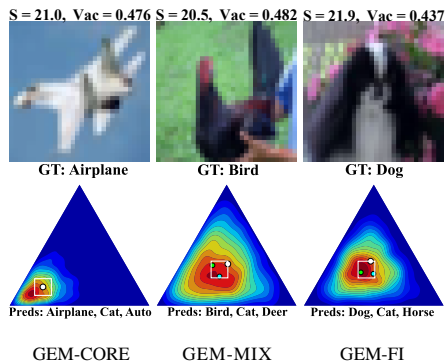 S = 21.0, Vac = 0.476 S = 20.5, Vac = 0.482 S = 21.9, Vac = 0.437
GT: Airplane GT: Bird GT: Dog
Preds: Airplane, Cat, Auto Preds: Bird, Cat, Deer Preds: Dog, Cat, Horse
GEM-CORE GEM-MIX GEM-FI